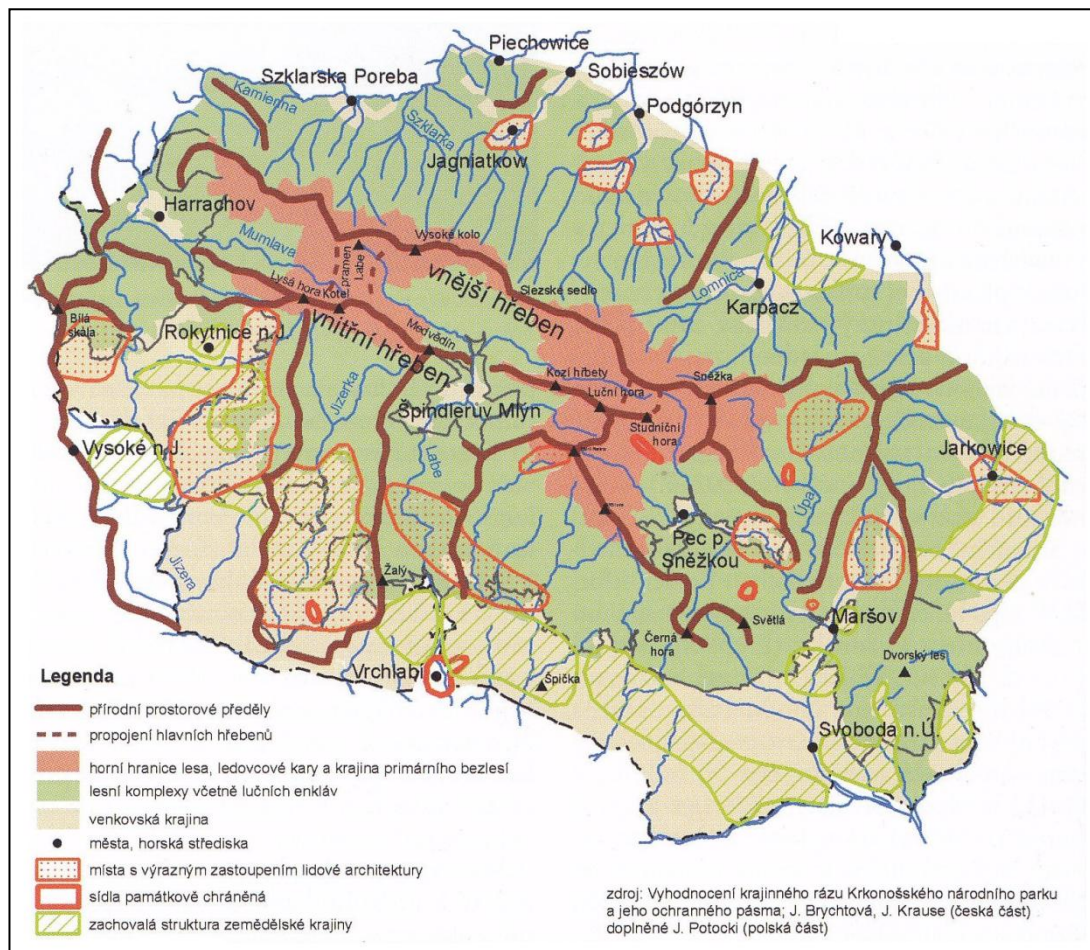 Piechowice
Szklarska Poreba
Sobieszów
Kamienna
Podgórzyn
Szklarka
Jagniatków
Harrachov
Kowary
Mumlava
Vysoké kolo
pramen
Labe
vnější hřeben
Slezske sedlo
Lomnica
Karpacz
Lysá hora
Kotel
Bílá
skála
Rokytnice n.J.
vnitřní hřeben
Medvědín
Kozí hřbety
Sněžka
Luční hora
Jizerka
Špindleruv Mlýn
Studniční
hora
Vysoké n.J.
Jarkowice
Labe
Úpa
Pec p.
Sněžkou
Jizera
Žalý
Světlá
Maršov
Černá
hora
Dvorský les
Vrchlabí
Špička
Svoboda n.U.
Legenda
přírodní prostorové předěly
propojení hlavních hřebenů
horní hranice lesa, ledovcové kary a krajina primárního bezlesí
lesní komplexy včetně lučních enkláv
venkovská krajina
města, horská střediska
místa s výrazným zastoupením lidové architektury
sídla památkově chráněná
zachovalá struktura zemědělské krajiny
zdroj: Vyhodnocení krajinného rázu Krkonošského národního parku
a jeho ochranného pásma; J. Brychtová, J. Krause (česká část)
doplněné J. Potocki (polská část)